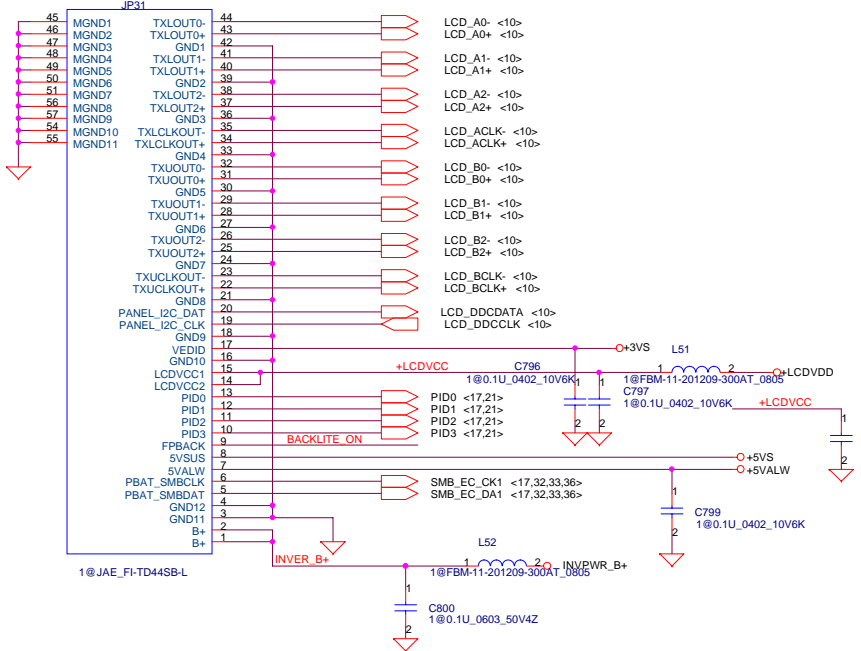 JP31
45 MGND1 TXLOUT0- 44 LCD_A0- <10>
46 MGND2 TXLOUT0+ 43 LCD_A0+ <10>
47 MGND3 GND1 42
48 MGND4 TXLOUT1- 41 LCD_A1- <10>
49 MGND5 TXLOUT1+ 40 LCD_A1+ <10>
50 MGND6 GND2 39
51 MGND7 TXLOUT2- 38 LCD_A2- <10>
56 MGND8 TXLOUT2+ 37 LCD_A2+ <10>
57 MGND9 GND3 36
54 MGND10 TXLCLKOUT- 35 LCD_ACLK- <10>
55 MGND11 TXLCLKOUT+ 34 LCD_ACLK+ <10>
GND4 33
TXUOUT0- 32 LCD_B0- <10>
TXUOUT0+ 31 LCD_B0+ <10>
GND5 30
TXUOUT1- 29 LCD_B1- <10>
TXUOUT1+ 28 LCD_B1+ <10>
GND6 27
TXUOUT2- 26 LCD_B2- <10>
TXUOUT2+ 25 LCD_B2+ <10>
GND7 24
TXUCLKOUT- 23 LCD_BCLK- <10>
TXUCLKOUT+ 22 LCD_BCLK+ <10>
GND8 21
PANEL_I2C_DAT 20 LCD_DDCDATA <10>
PANEL_I2C_CLK 19 LCD_DDCCLK <10>
GND9 18
VEDID 17 +3VS
GND10 16
L51
LCDVCC1 15 +LCDVCC C796 1 2 +LCDVDD
LCDVCC2 14 1@0.1U_0402_10V6K 1 1 1@FBM-11-201209-300AT_0805
C797
PID0 13 PID0 <17,21>
1@0.1U_0402_10V6K +LCDVCC
PID1 12 PID1 <17,21>
1
PID2 11 PID2 <17,21>
2 2
PID3 10 PID3 <17,21>
FPBACK 9 BACKLITE_ON
5VSUS 8 +5VS
2
5VALW 7 +5VALW
PBAT_SMBCLK 6 SMB_EC_CK1 <17,32,33,36>
PBAT_SMBDAT 5 SMB_EC_DA1 <17,32,33,36>
1
GND12 4
C799
GND11 3
1@0.1U_0402_10V6K
B+ 2
2
B+ 1
L52
INVER_B+ 1 2 INVPWR_B+
1@JAE_FI-TD44SB-L 1@FBM-11-201209-300AT_0805
1
C800
1@0.1U_0603_50V4Z
2